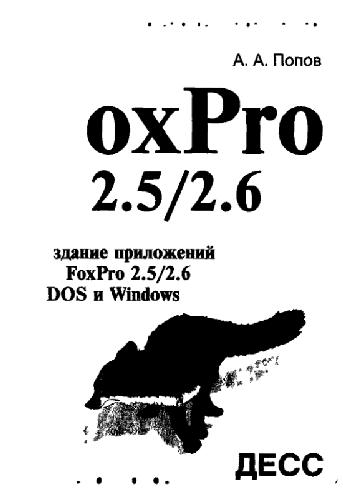 А. А. Попов
oxPro
2.5/2.6
здание приложений
FoxPro 2.5/2.6
DOS и Windows
ДЕСС